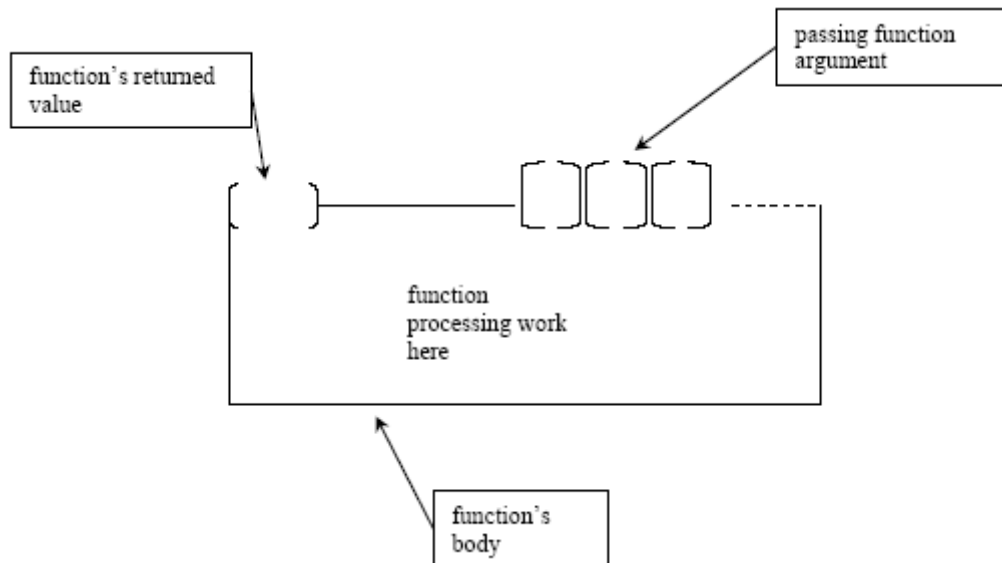 passing function
argument
function’s returned
value
function
processing work
here
function’s
body